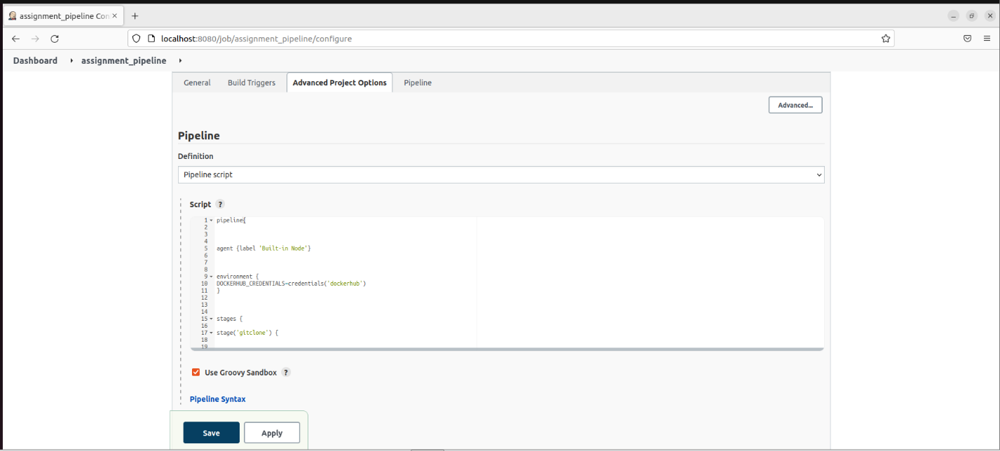 assignment_pipeline Con
localhost:8080/job/assignment_pipeline/configure
Dashboard
assignment_pipeline
General
Build Triggers
Advanced Project Options
Pipeline
Advanced...
Pipeline
Definition
Pipeline script
Script ?
1 pipeline{
2
3
4
5 agent {label 'Built-in Node'}
6
7
8
9 environment {
10 DOCKERHUB_CREDENTIALS=credentials('dockerhub')
11 }
12
13
14
15 stages {
16
17 stage('gitclone') {
18
19
Use Groovy Sandbox ?
Pipeline Syntax
Save
Apply